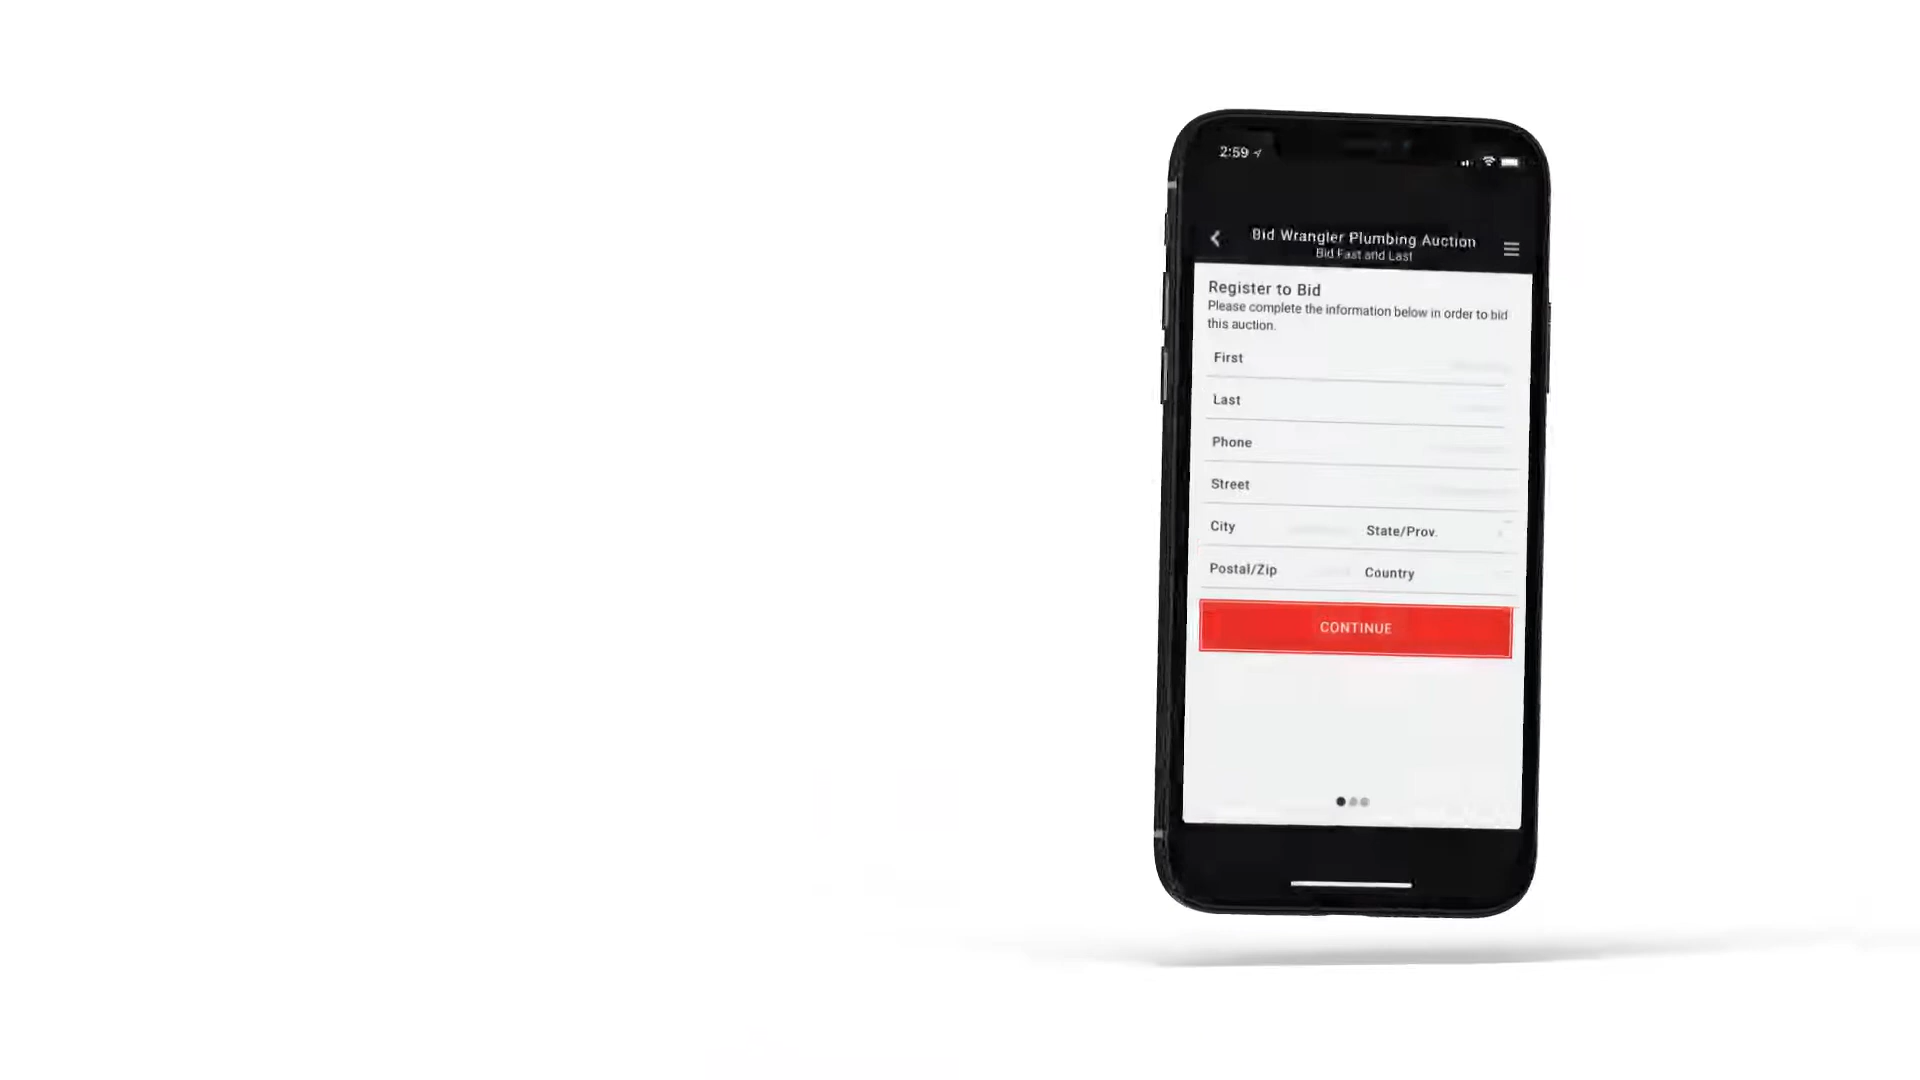 2:59
Bid Wrangler Plumbing Auction
Bid Fast and Last
Register to Bid
Please complete the information below in order to bid
this auction.
First
Last
Phone
Street
City State/Prov.
Postal/Zip Country
CONTINUE